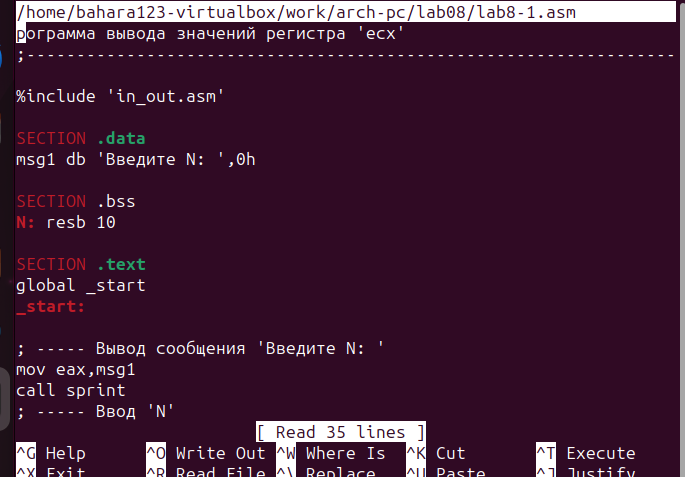 /home/bahara123-virtualbox/work/arch-pc/lab08/lab8-1.asm
рограмма вывода значений регистра 'ecx'
;-----------------------------------------------------------------
%include 'in_out.asm'
SECTION .data
msg1 db 'Введите N: ',0h
SECTION .bss
N: resb 10
SECTION .text
global _start
_start:
; ----- Вывод сообщения 'Введите N: '
mov eax,msg1
call sprint
; ----- Ввод 'N'
[ Read 35 lines ]
^G Help ^O Write Out ^W Where Is ^K Cut ^T Execute
^X Exit ^R Read File ^\ Replace ^U Paste ^J Justify